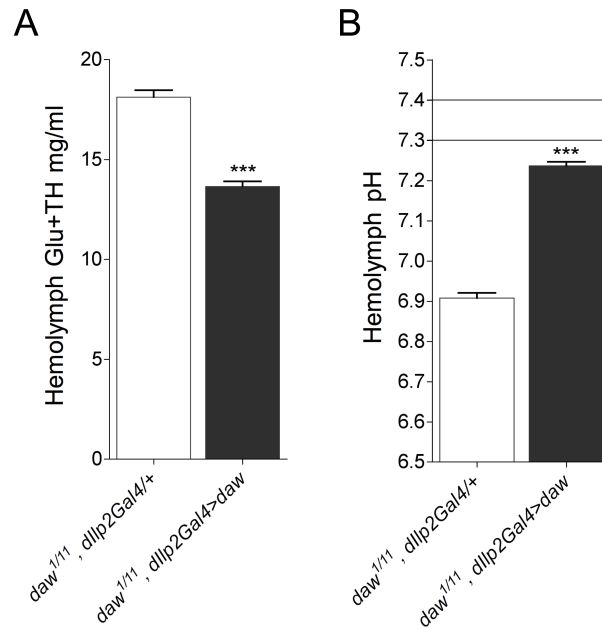 A
B
Hemolymph Glu+TH mg/ml
20
15
10
5
0
***
daw1/11, dIlp2Gal4/+
daw1/11, dIlp2Gal4>daw
Hemolymph pH
7.5
7.4
7.3
7.2
7.1
7.0
6.9
6.8
6.7
6.6
6.5
***
daw1/11, dIlp2Gal4/+
daw1/11, dIlp2Gal4>daw